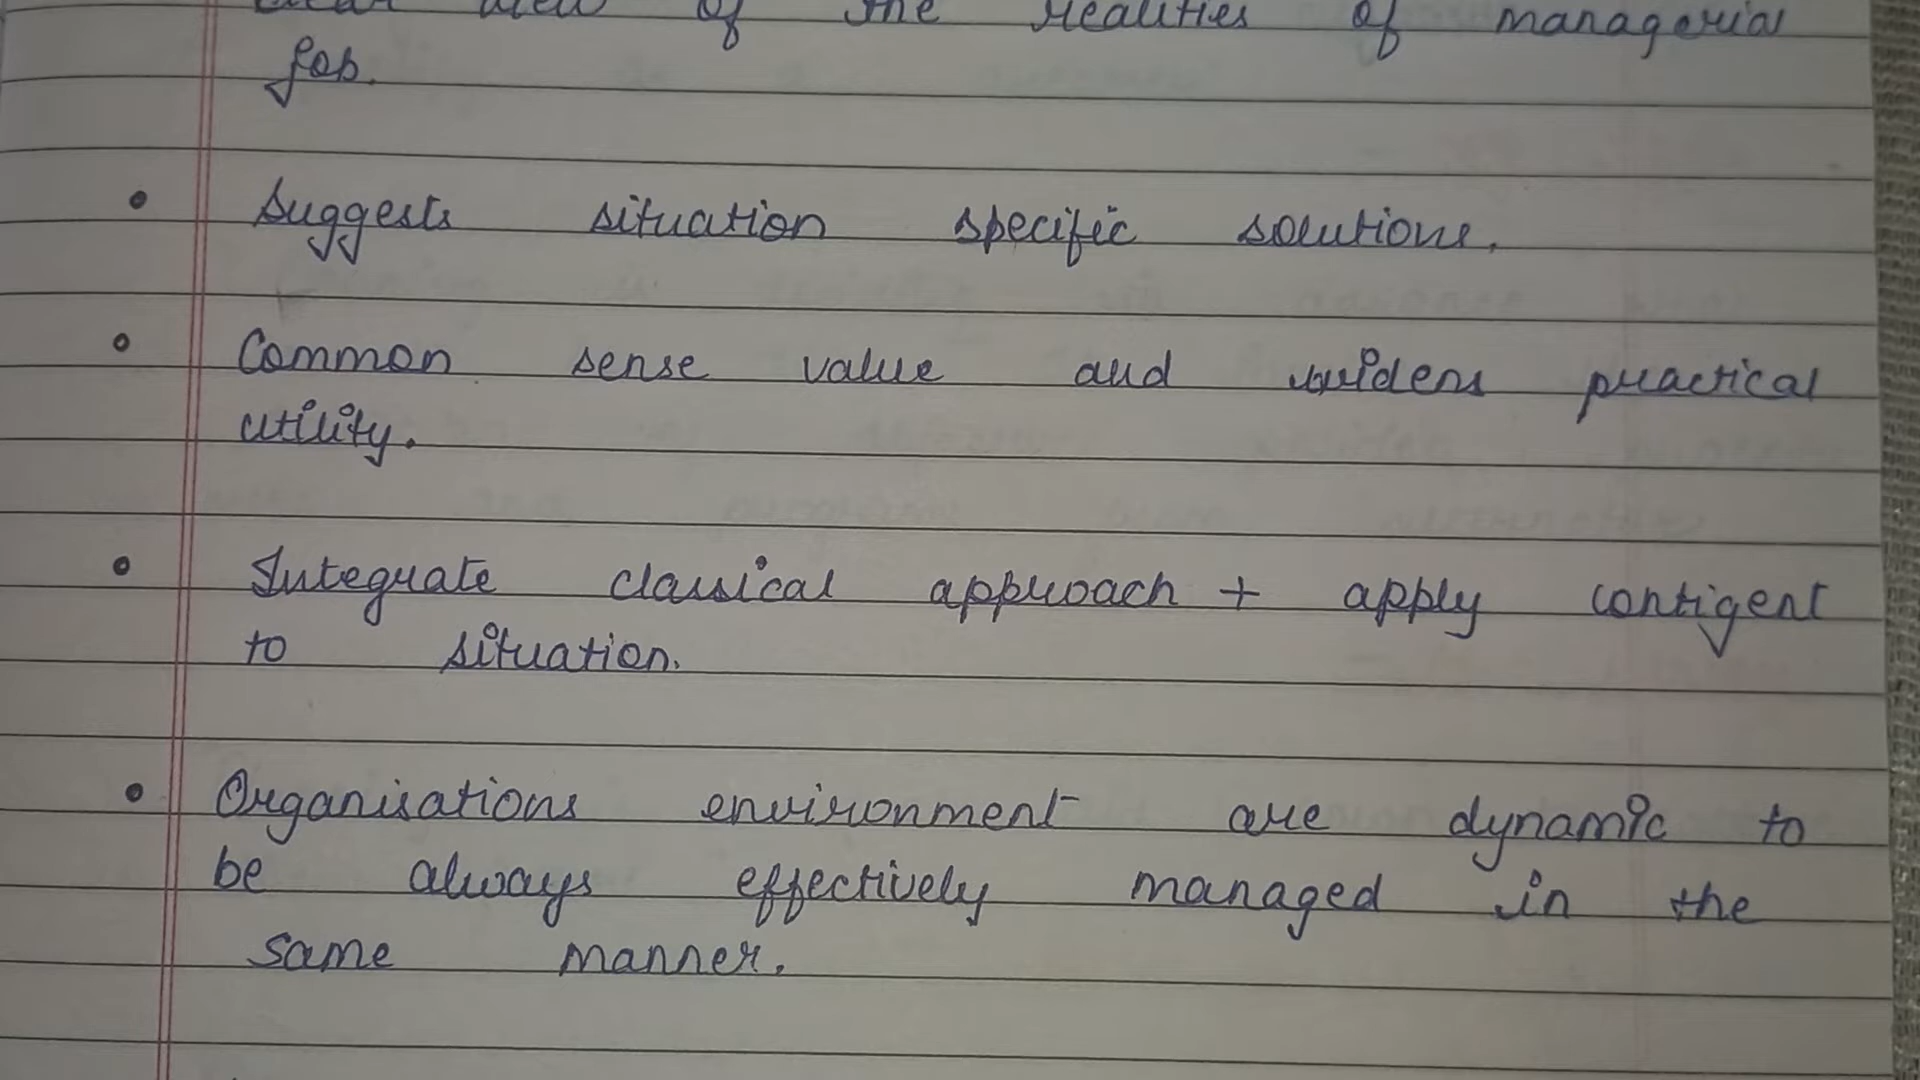 of the realities of managerial
job.
• Suggests situation specific solutions.
• Common sense value and widens practical
utility.
• Integrate classical approach + apply contigent
to situation.
• Organisations environment are dynamic to
be always effectively managed in the
same manner.